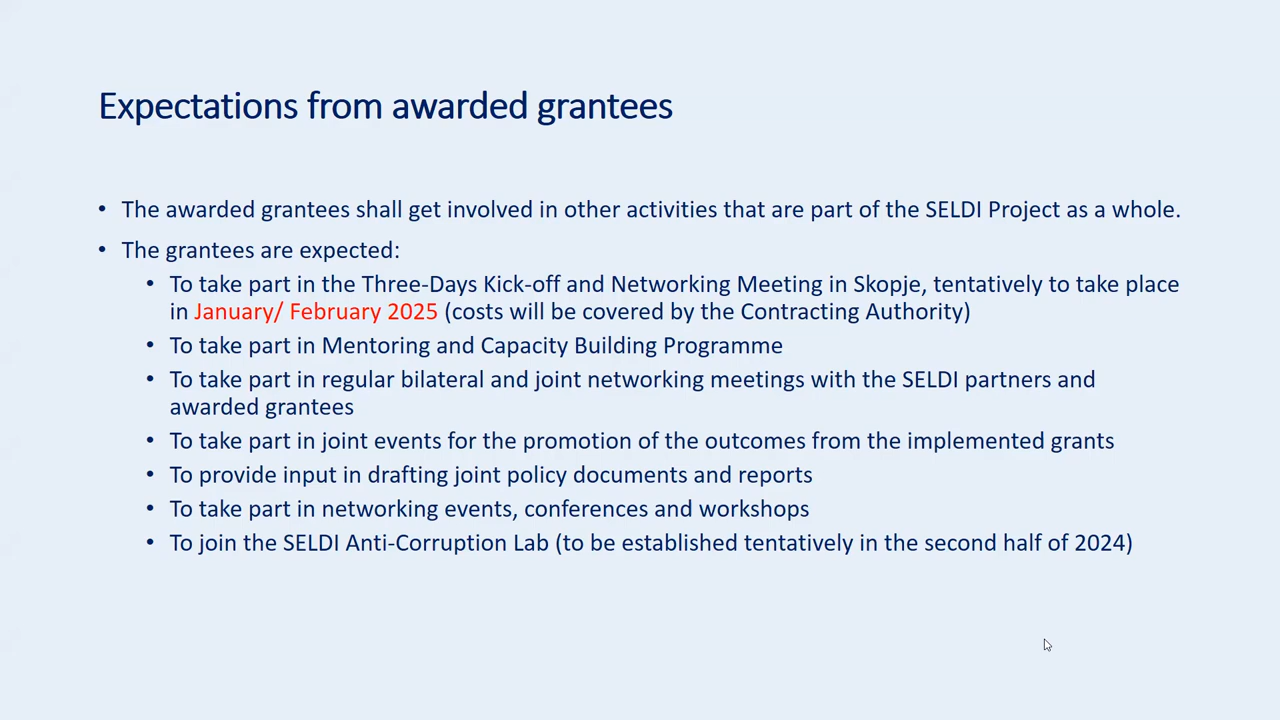 Expectations from awarded grantees
• The awarded grantees shall get involved in other activities that are part of the SELDI Project as a whole.
• The grantees are expected:
• To take part in the Three-Days Kick-off and Networking Meeting in Skopje, tentatively to take place
in January/ February 2025 (costs will be covered by the Contracting Authority)
• To take part in Mentoring and Capacity Building Programme
• To take part in regular bilateral and joint networking meetings with the SELDI partners and
awarded grantees
• To take part in joint events for the promotion of the outcomes from the implemented grants
• To provide input in drafting joint policy documents and reports
• To take part in networking events, conferences and workshops
• To join the SELDI Anti-Corruption Lab (to be established tentatively in the second half of 2024)